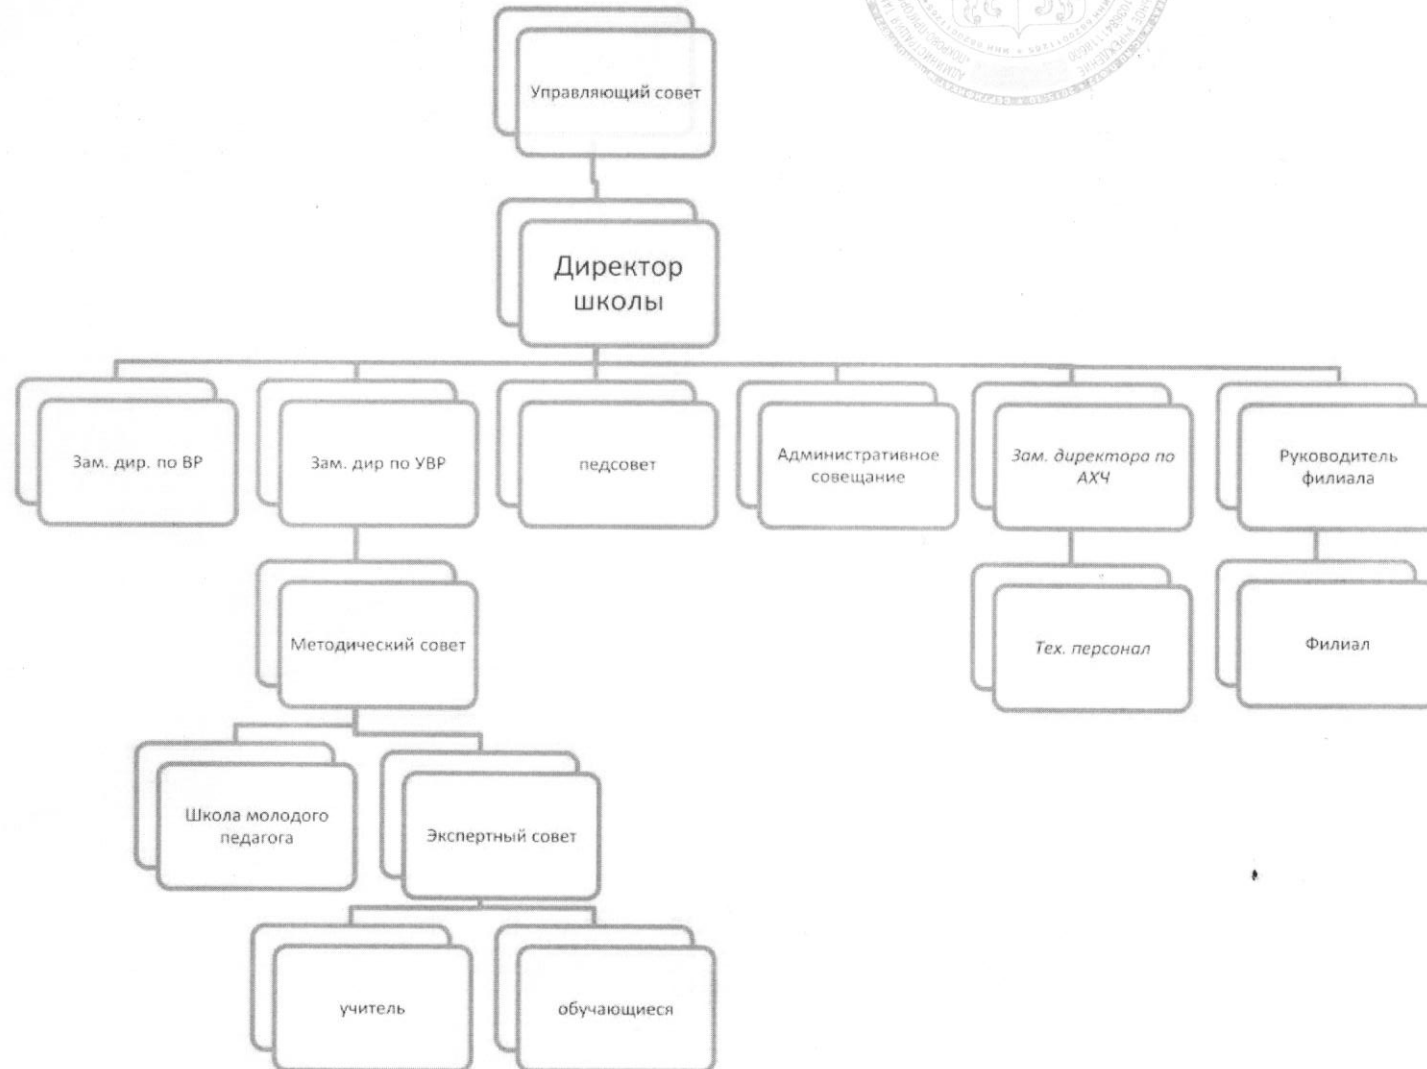 Управляющий совет
Директор
школы
Зам. дир. по ВР
Зам. дир по УВР
педсовет
Административное
совещание
Зам. директора по
АХЧ
Руководитель
филиала
Методический совет
Тех. персонал
Филиал
Школа молодого
педагога
Экспертный совет
учитель
обучающиеся